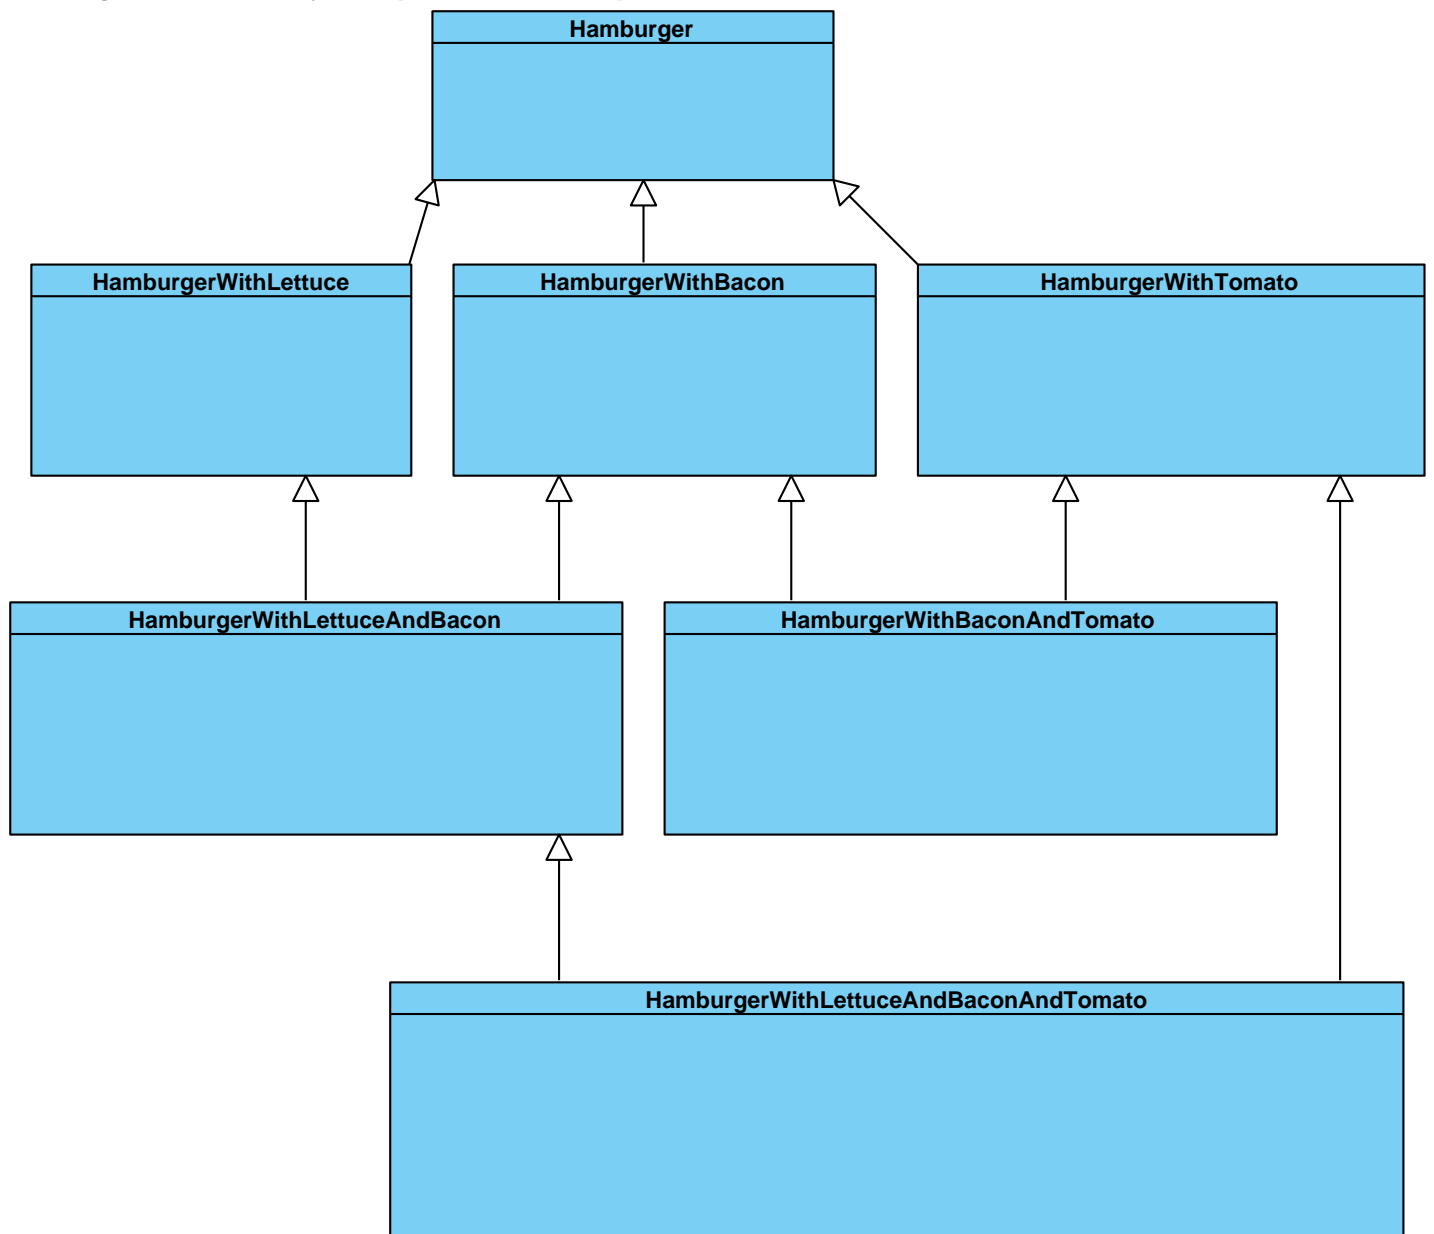 Hamburger
HamburgerWithLettuce
HamburgerWithBacon
HamburgerWithTomato
HamburgerWithLettuceAndBacon
HamburgerWithBaconAndTomato
HamburgerWithLettuceAndBaconAndTomato